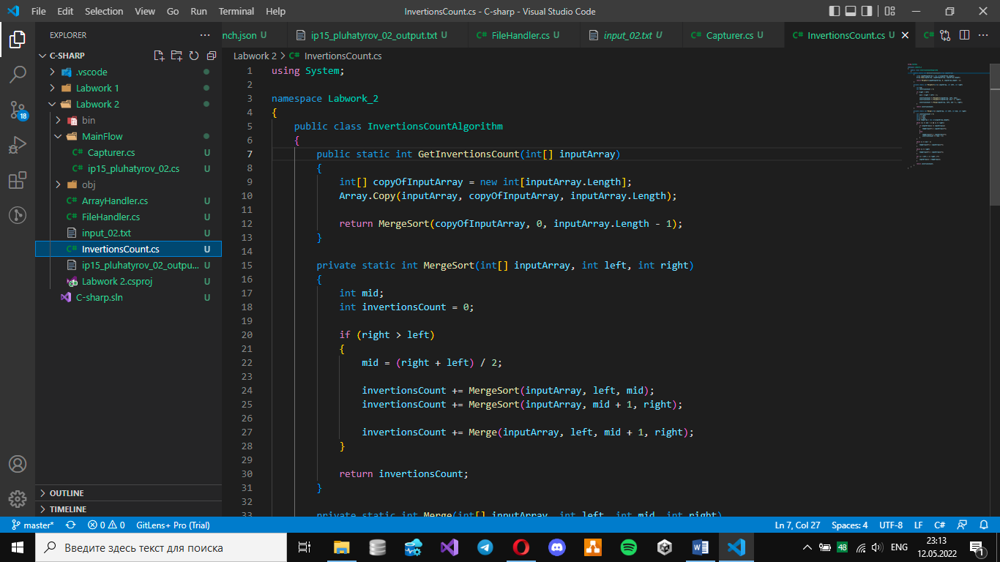 File Edit Selection View Go Run Terminal Help InvertionsCount.cs - C-sharp - Visual Studio Code
EXPLORER
nch.json U ip15_pluhatyrov_02_output.txt U FileHandler.cs U input_02.txt U Capturer.cs U InvertionsCount.cs U
C-SHARP
.vscode
Labwork 1
Labwork 2
bin
MainFlow
Capturer.cs U
ip15_pluhatyrov_02.cs U
obj
ArrayHandler.cs U
FileHandler.cs U
input_02.txt U
InvertionsCount.cs U
ip15_pluhatyrov_02_outpu... U
Labwork 2.csproj U
C-sharp.sln U
OUTLINE
TIMELINE
18
Labwork 2 > InvertionsCount.cs
1 using System;
2
3 namespace Labwork_2
4 {
5 public class InvertionsCountAlgorithm
6 {
7 public static int GetInvertionsCount(int[] inputArray)
8 {
9 int[] copyOfInputArray = new int[inputArray.Length];
10 Array.Copy(inputArray, copyOfInputArray, inputArray.Length);
11
12 return MergeSort(copyOfInputArray, 0, inputArray.Length - 1);
13 }
14
15 private static int MergeSort(int[] inputArray, int left, int right)
16 {
17 int mid;
18 int invertionsCount = 0;
19
20 if (right > left)
21 {
22 mid = (right + left) / 2;
23
24 invertionsCount += MergeSort(inputArray, left, mid);
25 invertionsCount += MergeSort(inputArray, mid + 1, right);
26
27 invertionsCount += Merge(inputArray, left, mid + 1, right);
28 }
29
30 return invertionsCount;
31 }
32
33 private static int Merge(int[] inputArray, int left, int mid, int right)
master* 0 0 GitLens+ Pro (Trial) Ln 7, Col 27 Spaces: 4 UTF-8 LF C#
Введите здесь текст для поиска
48 ENG
23:13
12.05.2022
1